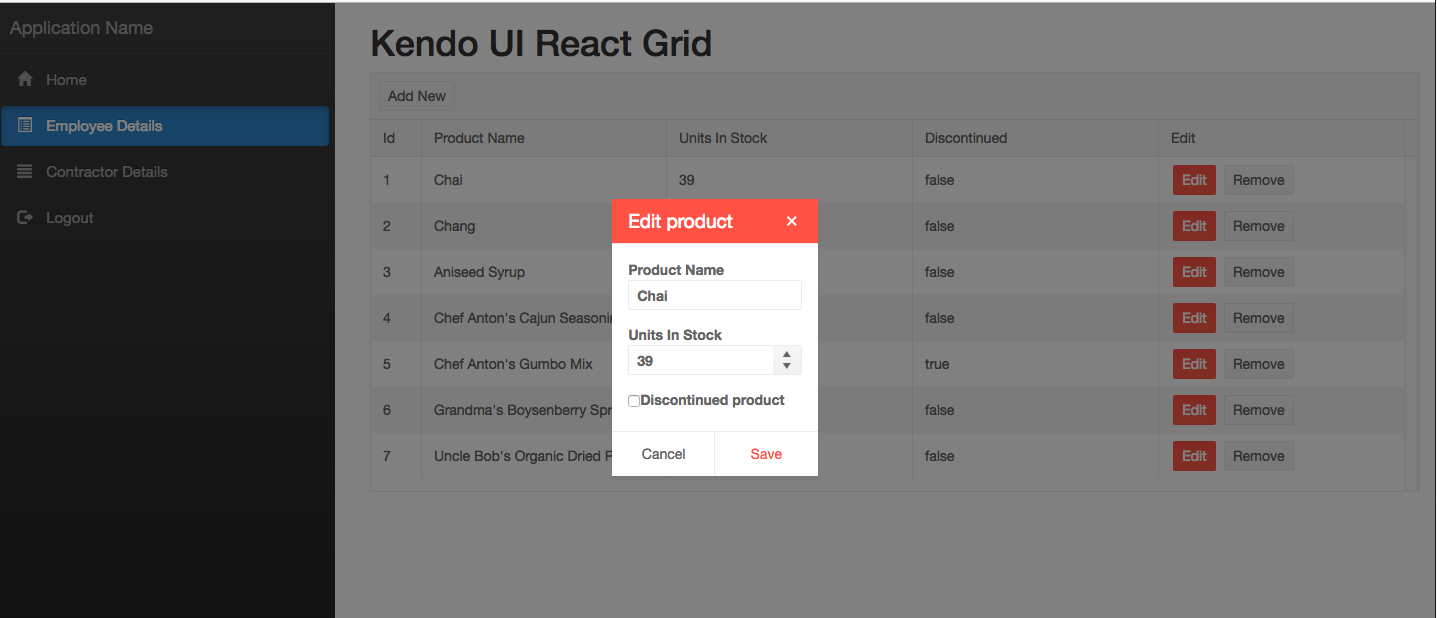 Application Name
Home
Employee Details
Contractor Details
Logout
Kendo UI React Grid
Add New
Id Product Name Units In Stock Discontinued Edit
1 Chai 39 false Edit Remove
2 Chang false Edit Remove
3 Aniseed Syrup false Edit Remove
4 Chef Anton's Cajun false Edit Remove
5 Chef Anton's Gumbo Mix true Edit Remove
6 Grandma's Boysenberry false Edit Remove
7 Uncle Bob's Organic Dried false Edit Remove
Edit product ×
Product Name
Chai
Units In Stock
39
Discontinued product
Cancel Save